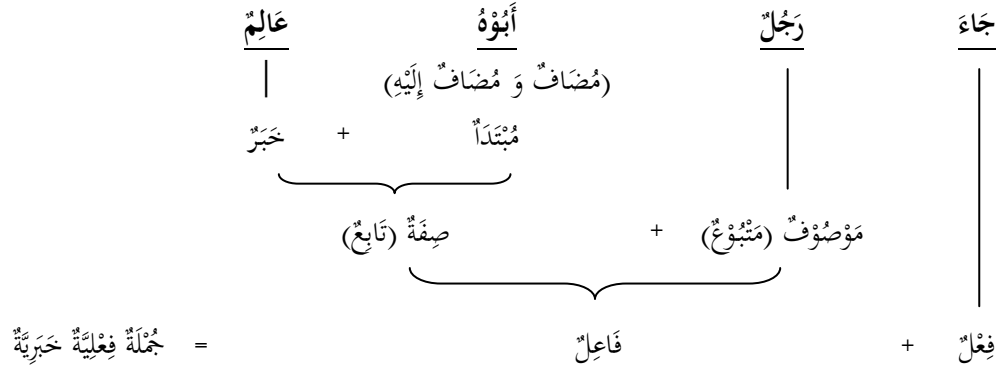 جَاءَ رَجُلٌ أَبُوْهُ عَالِمٌ
(مُضَافٌ وَ مُضَافٌ إِلَيْهِ)
مُبْتَدَاٌ + خَبَرٌ
مَوْصُوْفٌ (مَتْبُوْعٌ) + صِفَةٌ (تَابِعٌ)
فِعْلٌ + فَاعِلٌ = جُمْلَةٌ فِعْلِيَّةٌ خَبَرِيَّةٌ